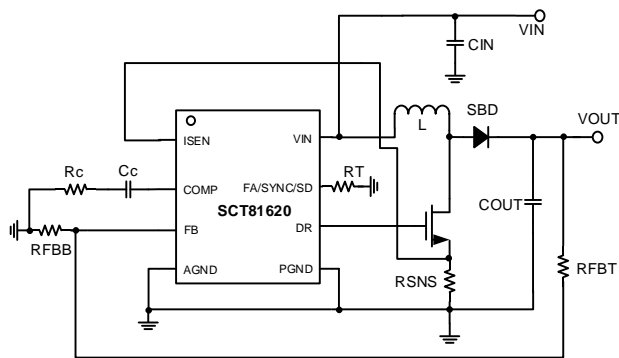 VIN
CIN
SBD
VOUT
ISEN
VIN
L
Rc
Cc
COMP
FA/SYNC/SD
RT
SCT81620
COUT
RFBB
FB
DR
RFBT
AGND
PGND
RSNS